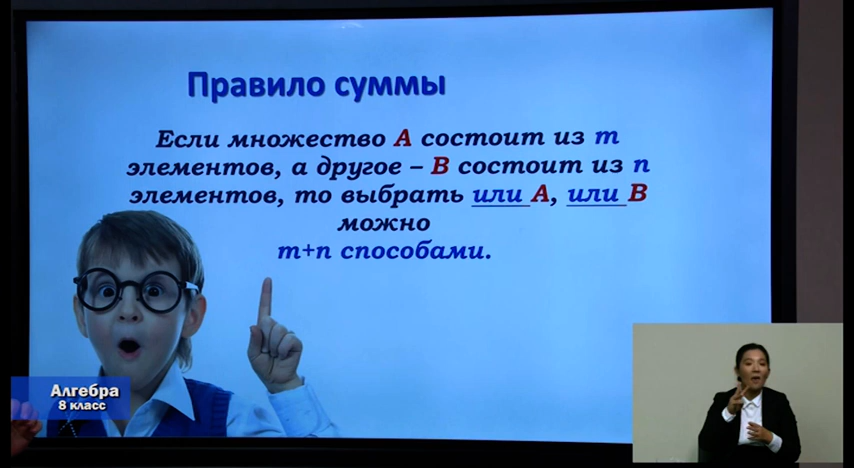 Правило суммы
Если множество А состоит из m
элементов, а другое – В состоит из n
элементов, то выбрать или А, или В
можно
m+n способами.
Алгебра
8 класс